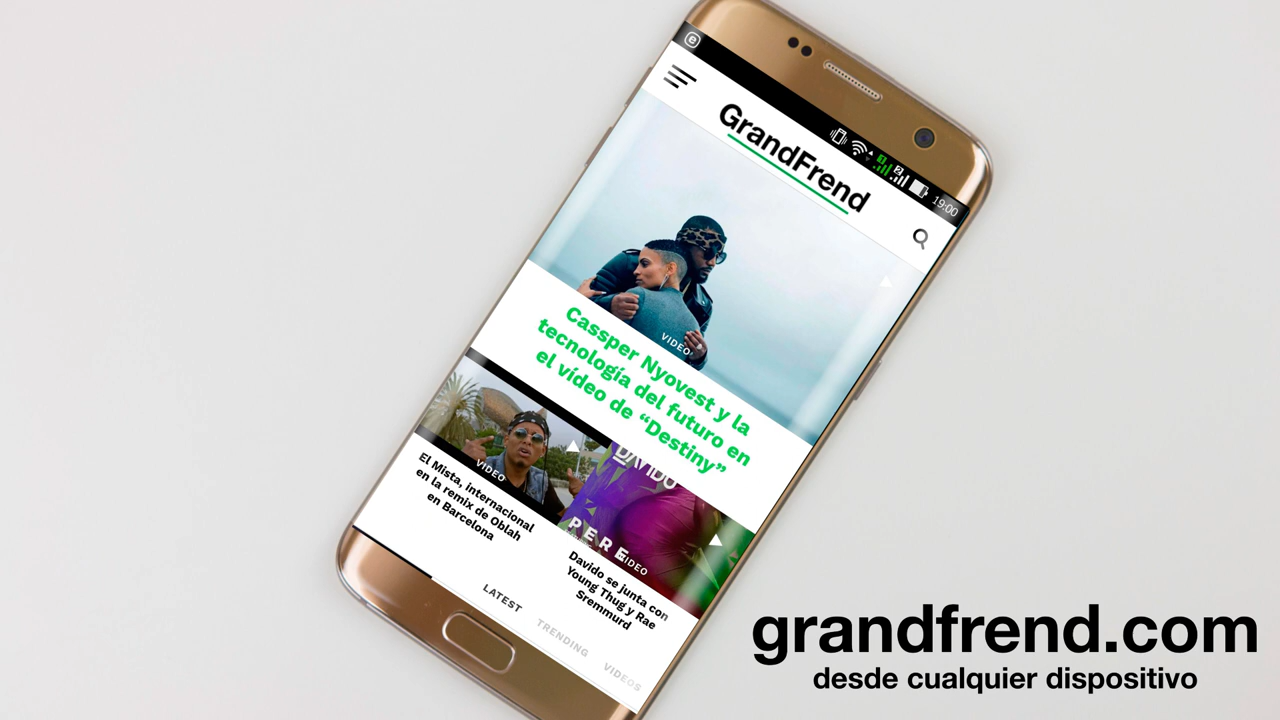 19:00
GrandFrend
VIDEO
Cassper Nyovest y la
tecnología del futuro en
el vídeo de “Destiny”
VIDEO
El Mista, internacional
en la remix de Oblah
en Barcelona
DAVIDO
PERE
VIDEO
Davido se junta con
Young Thug y Rae
Sremmurd
LATEST
TRENDING
VIDEOS
grandfrend.com
desde cualquier dispositivo